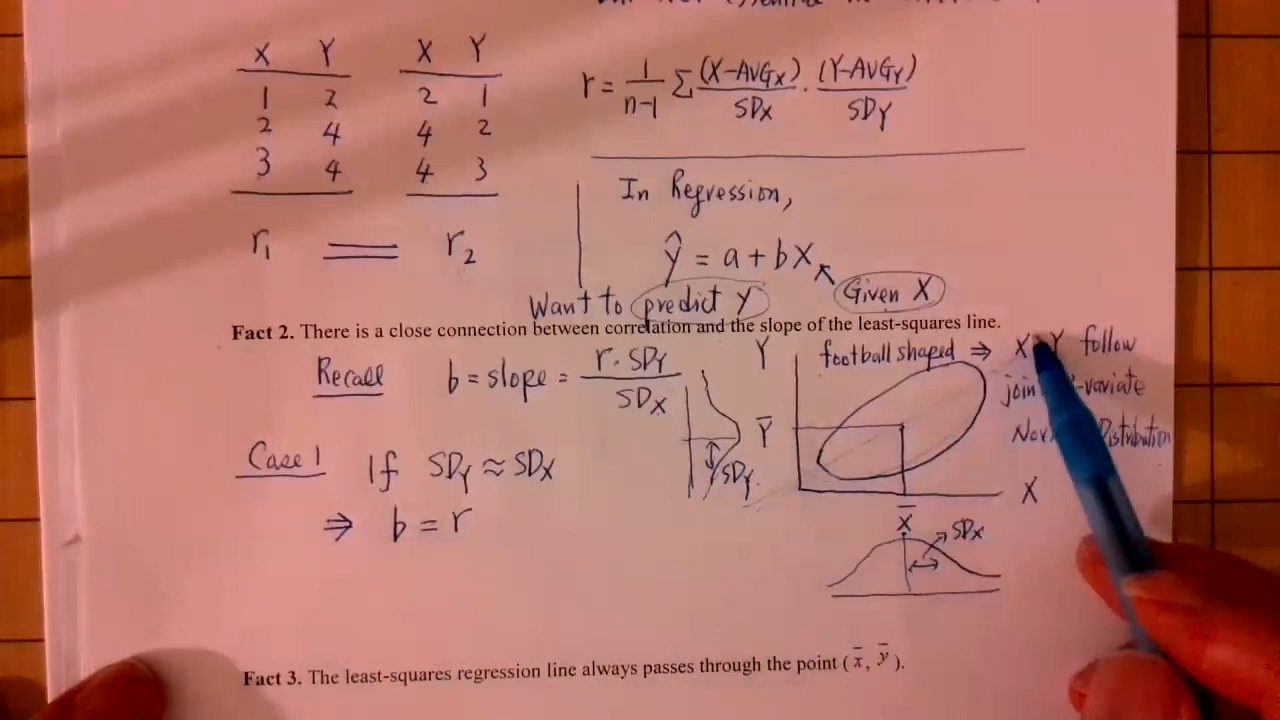 X Y X Y
1 2 2 1
2 4 4 2
3 4 4 3
r₁ = r₂
r = 1/(n-1) Σ (X-AVGx)/SDx · (Y-AVGy)/SDY
In Regression,
ŷ = a + bX
Want to predict Y Given X
Fact 2. There is a close connection between correlation and the slope of the least-squares line.
Recall b = slope = r. SDy / SDx
Case 1 If SDy ≈ SDx
⇒ b = r
SDy
Y football shaped ⇒ X Y follow
join -variate
Distribution
Ȳ
X
X̄
SDx
Fact 3. The least-squares regression line always passes through the point (x̄, ȳ).